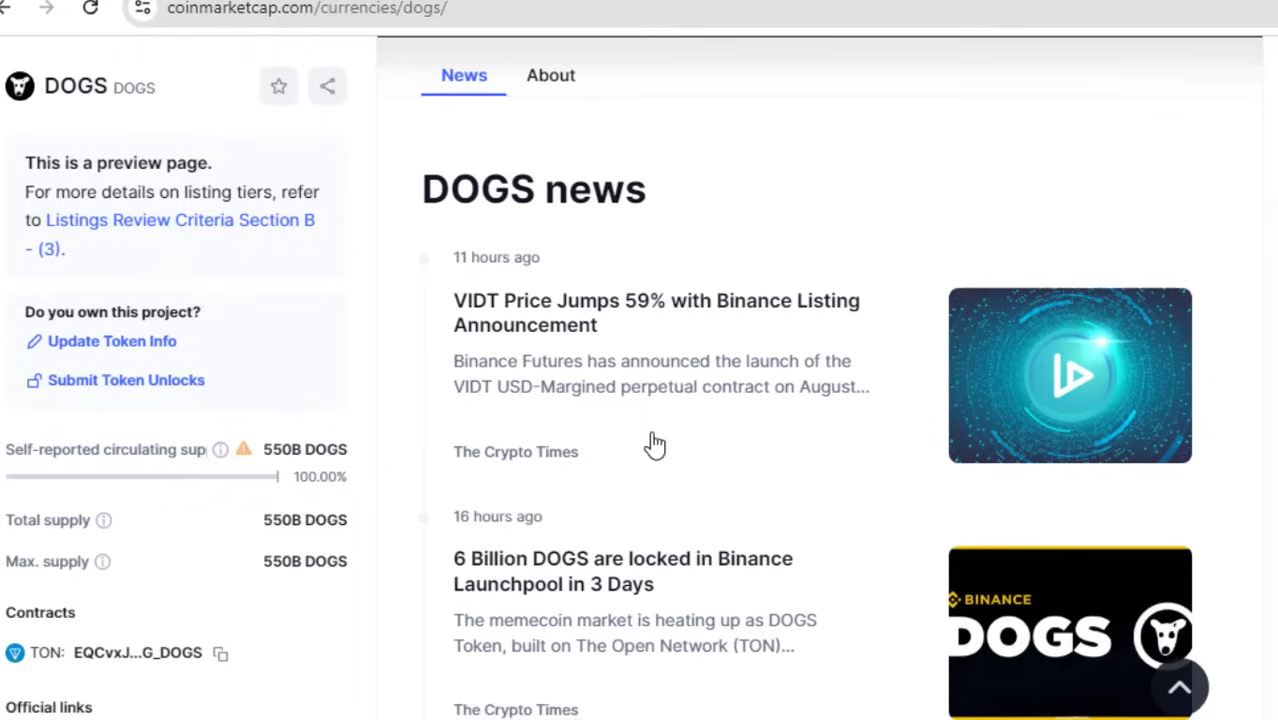 coinmarketcap.com/currencies/dogs/
DOGS DOGS
This is a preview page.
For more details on listing tiers, refer
to Listings Review Criteria Section B
- (3).
Do you own this project?
Update Token Info
Submit Token Unlocks
Self-reported circulating sup 550B DOGS
100.00%
Total supply 550B DOGS
Max. supply 550B DOGS
Contracts
TON: EQCvxJ...G_DOGS
Official links
News About
DOGS news
11 hours ago
VIDT Price Jumps 59% with Binance Listing
Announcement
Binance Futures has announced the launch of the
VIDT USD-Margined perpetual contract on August...
The Crypto Times
16 hours ago
6 Billion DOGS are locked in Binance
Launchpool in 3 Days
The memecoin market is heating up as DOGS
Token, built on The Open Network (TON)...
The Crypto Times
BINANCE
DOGS